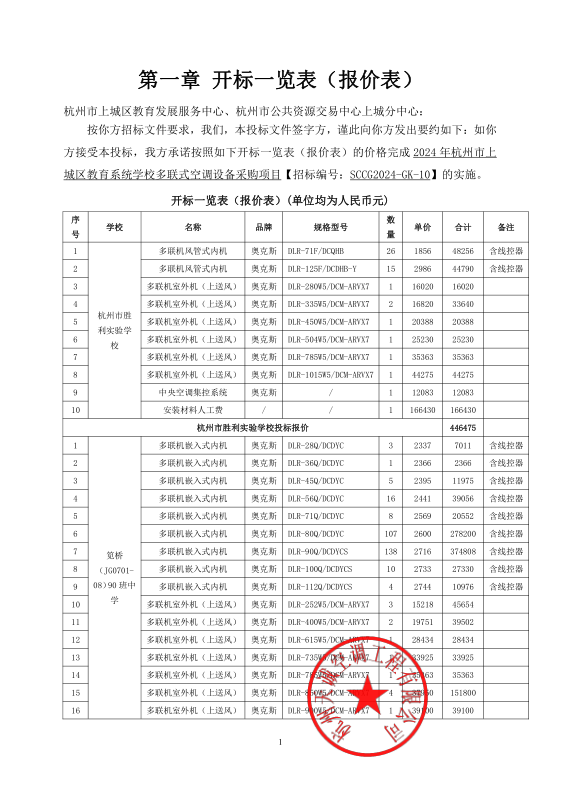 第一章 开标一览表（报价表）
杭州市上城区教育发展服务中心、杭州市公共资源交易中心上城分中心：
按你方招标文件要求，我们，本投标文件签字方，谨此向你方发出要约如下：如你
方接受本投标，我方承诺按照如下开标一览表（报价表）的价格完成 2024 年杭州市上
城区教育系统学校多联式空调设备采购项目【招标编号：SCCG2024-GK-10】的实施。
开标一览表（报价表）(单位均为人民币元)
序号 学校 名称 品牌 规格型号 数量 单价 合计 备注
杭州市胜利实验学校
1 多联机风管式内机 奥克斯 DLR-71F/DCQHB 26 1856 48256 含线控器
2 多联机风管式内机 奥克斯 DLR-125F/DCDHB-Y 15 2986 44790 含线控器
3 多联机室外机（上送风） 奥克斯 DLR-280W5/DCM-ARVX7 1 16020 16020
4 多联机室外机（上送风） 奥克斯 DLR-335W5/DCM-ARVX7 2 16820 33640
5 多联机室外机（上送风） 奥克斯 DLR-450W5/DCM-ARVX7 1 20388 20388
6 多联机室外机（上送风） 奥克斯 DLR-504W5/DCM-ARVX7 1 25230 25230
7 多联机室外机（上送风） 奥克斯 DLR-785W5/DCM-ARVX7 1 35363 35363
8 多联机室外机（上送风） 奥克斯 DLR-1015W5/DCM-ARVX7 1 44275 44275
9 中央空调集控系统 奥克斯 / 1 12083 12083
10 安装材料人工费 / / 1 166430 166430
杭州市胜利实验学校投标报价 446475
笕桥（JG0701-08）90 班中学
1 多联机嵌入式内机 奥克斯 DLR-28Q/DCDYC 3 2337 7011 含线控器
2 多联机嵌入式内机 奥克斯 DLR-36Q/DCDYC 1 2366 2366 含线控器
3 多联机嵌入式内机 奥克斯 DLR-45Q/DCDYC 5 2395 11975 含线控器
4 多联机嵌入式内机 奥克斯 DLR-56Q/DCDYC 16 2441 39056 含线控器
5 多联机嵌入式内机 奥克斯 DLR-71Q/DCDYC 8 2569 20552 含线控器
6 多联机嵌入式内机 奥克斯 DLR-80Q/DCDYC 107 2600 278200 含线控器
7 多联机嵌入式内机 奥克斯 DLR-90Q/DCDYCS 138 2716 374808 含线控器
8 多联机嵌入式内机 奥克斯 DLR-100Q/DCDYCS 10 2733 27330 含线控器
9 多联机嵌入式内机 奥克斯 DLR-112Q/DCDYCS 4 2744 10976 含线控器
10 多联机室外机（上送风） 奥克斯 DLR-252W5/DCM-ARVX7 3 15218 45654
11 多联机室外机（上送风） 奥克斯 DLR-400W5/DCM-ARVX7 2 19751 39502
12 多联机室外机（上送风） 奥克斯 DLR-615W5/DCM-ARVX7 1 28434 28434
13 多联机室外机（上送风） 奥克斯 DLR-735W5/DCM-ARVX7 1 33925 33925
14 多联机室外机（上送风） 奥克斯 DLR-785W5/DCM-ARVX7 1 35363 35363
15 多联机室外机（上送风） 奥克斯 DLR-850W5/DCM-ARVX7 4 37950 151800
16 多联机室外机（上送风） 奥克斯 DLR-900W5/DCM-ARVX7 1 39100 39100
1